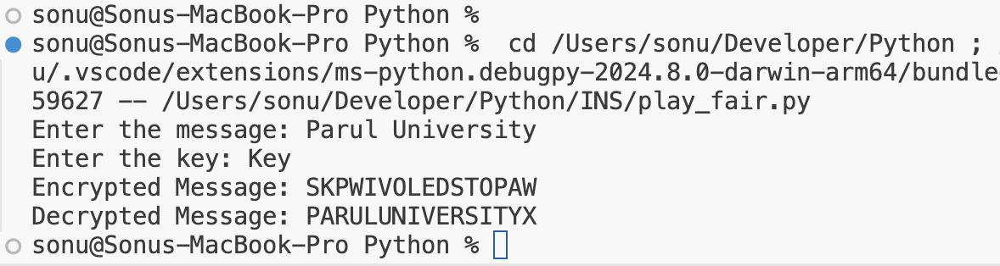 sonu@Sonus-MacBook-Pro Python %
sonu@Sonus-MacBook-Pro Python %  cd /Users/sonu/Developer/Python ;
u/.vscode/extensions/ms-python.debugpy-2024.8.0-darwin-arm64/bundle
59627 -- /Users/sonu/Developer/Python/INS/play_fair.py
Enter the message: Parul University
Enter the key: Key
Encrypted Message: SKPWIVOLEDSTOPAW
Decrypted Message: PARULUNIVERSITYX
sonu@Sonus-MacBook-Pro Python %